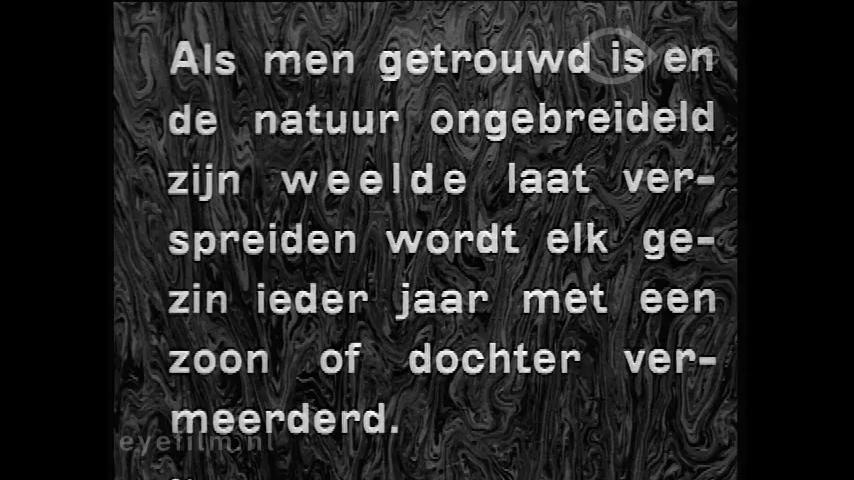 Als men getrouwd is en
de natuur ongebreideld
zijn weelde laat ver-
spreiden wordt elk ge-
zin ieder jaar met een
zoon of dochter ver-
meerderd.
eyefilm.nl